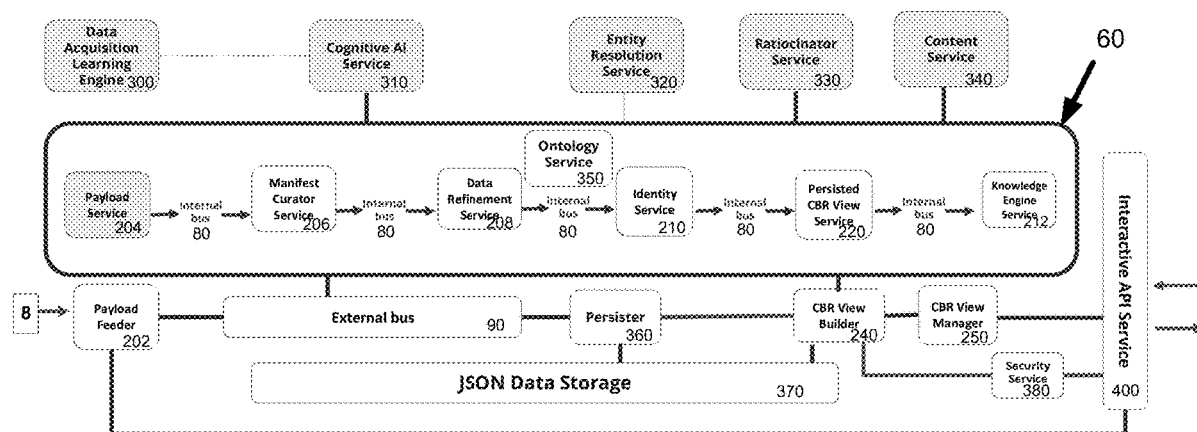 Data
Acquisition
Learning
Engine 300
Cognitive AI
Service
310
Entity
Resolution
Service
320
Ratiocinator
Service
330
Content
Service
340
60
Ontology
Service
350
Payload
Service
204
Internal
bus
80
Manifest
Curator
Service
206
Internal
bus
80
Data
Refinement
Service
208
Internal
bus
80
Identity
Service
210
Internal
bus
80
Persisted
CBR View
Service
220
Internal
bus
80
Knowledge
Engine
Service
212
Interactive API Service
400
8
Payload
Feeder
202
External bus
90
Persister
360
CBR View
Builder
240
CBR View
Manager
250
Security
Service
380
JSON Data Storage
370